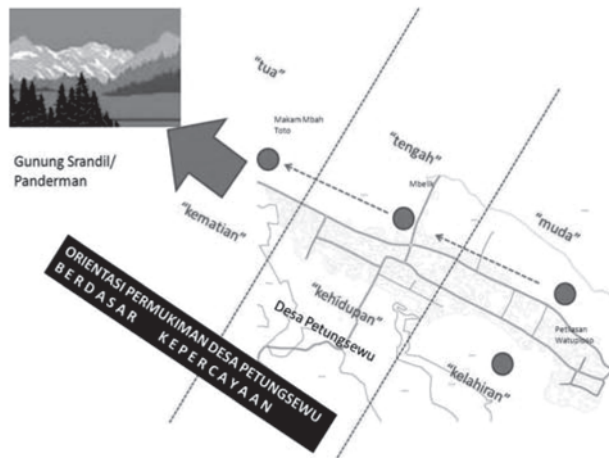 "tua"
Makam Mbah
Toto
"tengah"
Mbelik
Gunung Srandil/
Panderman
"kematian"
"muda"
"kehidupan"
Desa Petungsewu
Petilasan
"kelahiran"
ORIENTASI PERMUKIMAN DESA PETUNGSEWU
BERDASAR KEPERCAYAAN